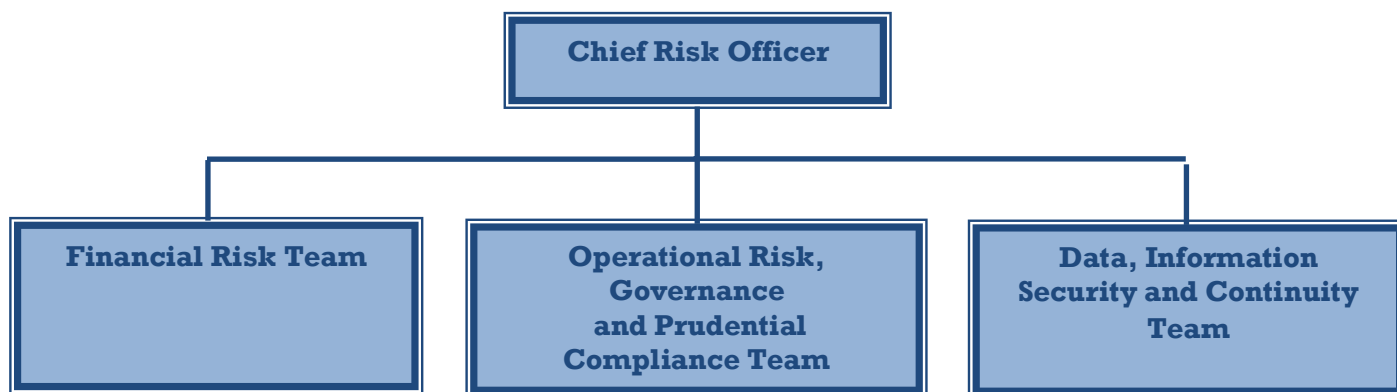 Chief Risk Officer
Financial Risk Team
Operational Risk,
Governance
and Prudential
Compliance Team
Data, Information
Security and Continuity
Team